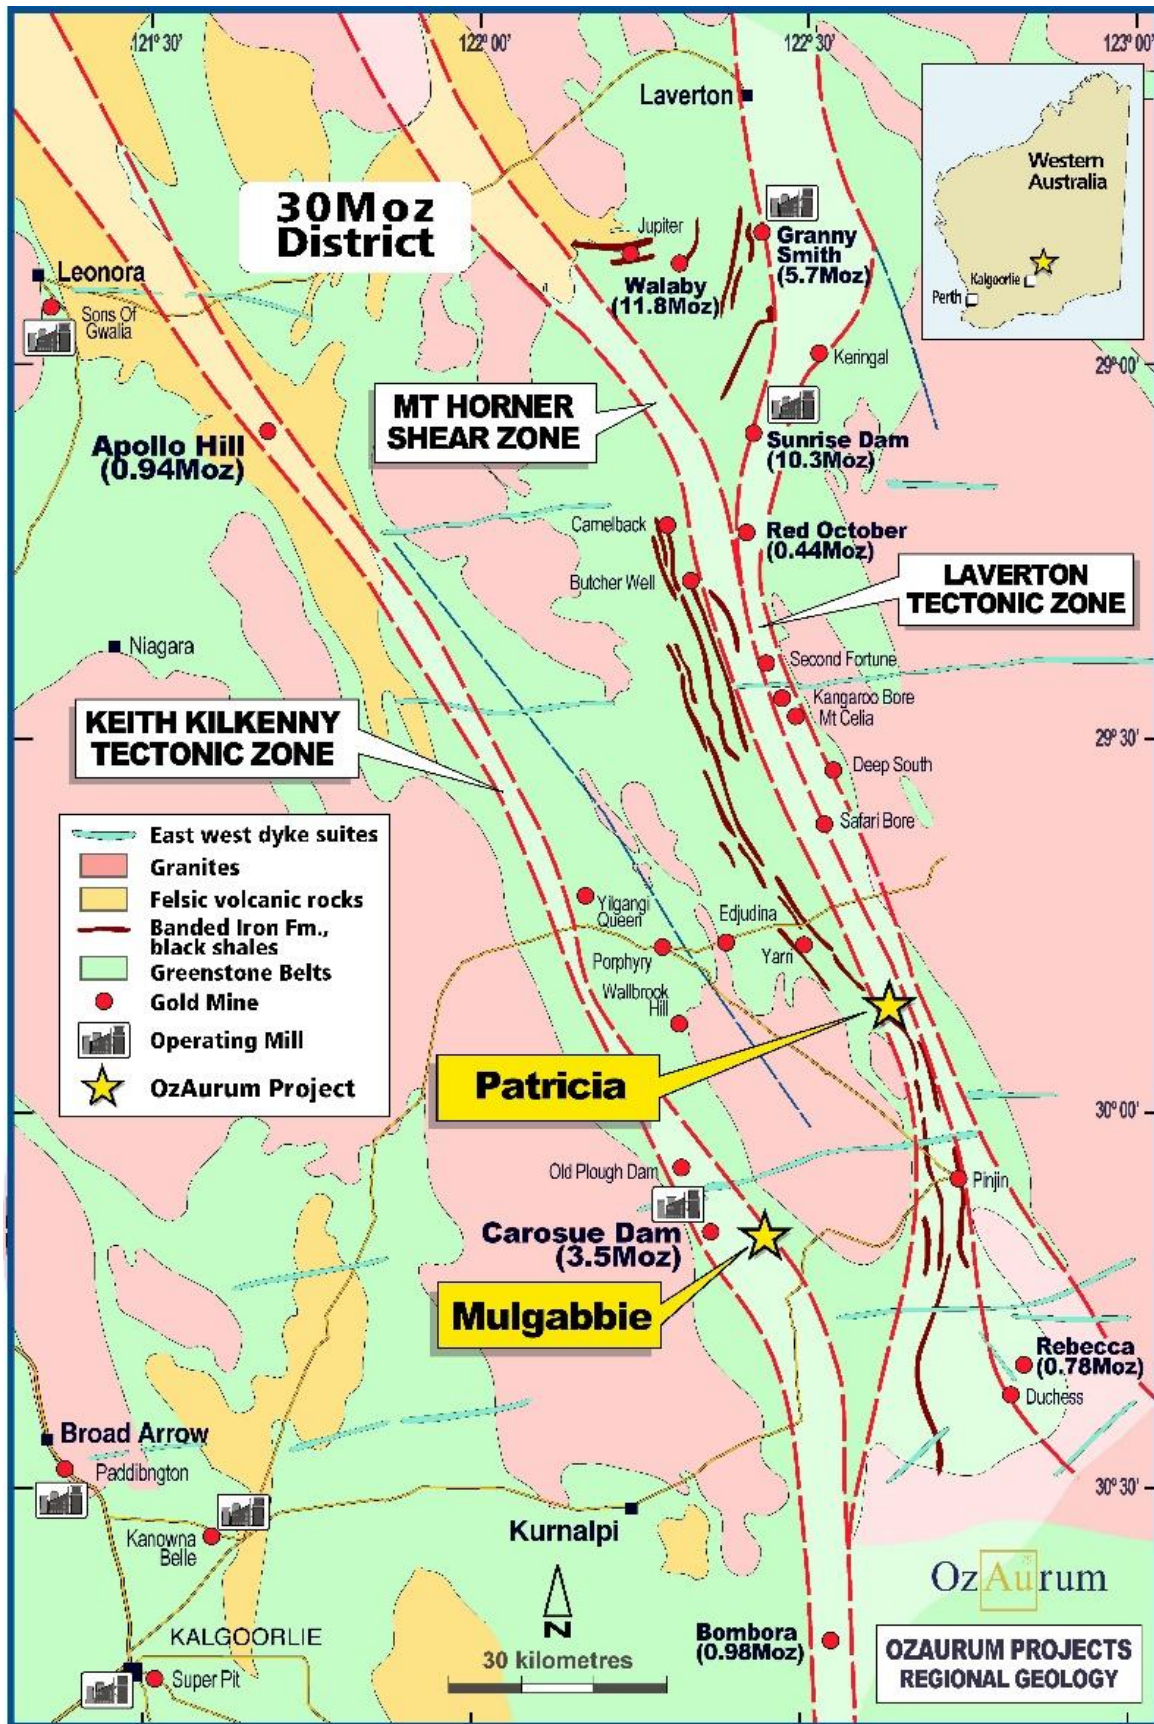 121° 30'
122° 00'
122° 30'
123° 00'
Laverton
Western
Australia
Kalgoorlie
Perth
30Moz
District
Jupiter
Granny
Smith
(5.7Moz)
Walaby
(11.8Moz)
Leonora
Sons Of
Gwalia
Keringal
29° 00'
MT HORNER
SHEAR ZONE
Apollo Hill
(0.94Moz)
Sunrise Dam
(10.3Moz)
Camelback
Red October
(0.44Moz)
Butcher Well
LAVERTON
TECTONIC ZONE
Niagara
Second Fortune
Kangaroo Bore
Mt Celia
KEITH KILKENNY
TECTONIC ZONE
29° 30'
Deep South
Safari Bore
East west dyke suites
Granites
Felsic volcanic rocks
Banded Iron Fm.,
black shales
Greenstone Belts
Gold Mine
Operating Mill
OzAurum Project
Yilgangi
Queen
Edjudina
Porphyry
Yarri
Wallbrook
Hill
Patricia
30° 00'
Old Plough Dam
Pinjin
Carosue Dam
(3.5Moz)
Mulgabbie
Rebecca
(0.78Moz)
Duchess
Broad Arrow
Paddibngton
30° 30'
Kanowna
Belle
Kurnalpi
N
OzAurum
KALGOORLIE
Super Pit
30 kilometres
Bombora
(0.98Moz)
OZAURUM PROJECTS
REGIONAL GEOLOGY